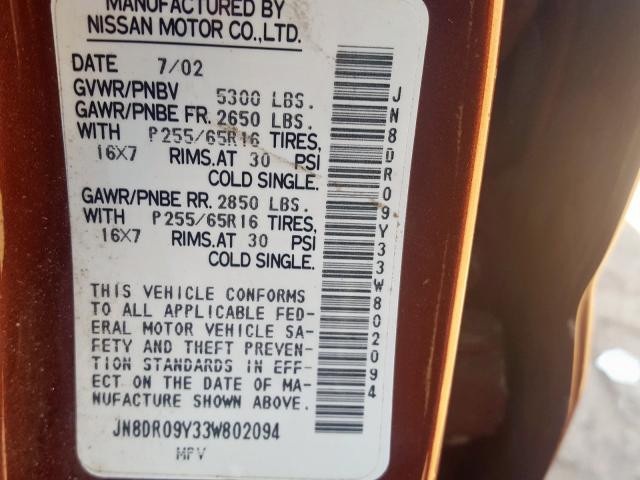 MANUFACTURED BY
NISSAN MOTOR CO.,LTD.
DATE 7/02
GVWR/PNBV 5300 LBS.
GAWR/PNBE FR. 2650 LBS.
WITH P255/65R16 TIRES,
16X7 RIMS.AT 30 PSI
COLD SINGLE.
GAWR/PNBE RR. 2850 LBS.
WITH P255/65R16 TIRES,
16X7 RIMS.AT 30 PSI
COLD SINGLE.
THIS VEHICLE CONFORMS
TO ALL APPLICABLE FED-
ERAL MOTOR VEHICLE SA-
FETY AND THEFT PREVEN-
TION STANDARDS IN EFF-
ECT ON THE DATE OF MA-
NUFACTURE SHOWN ABOVE.
JN8DR09Y33W802094
MPV
JN8DR09Y33W802094